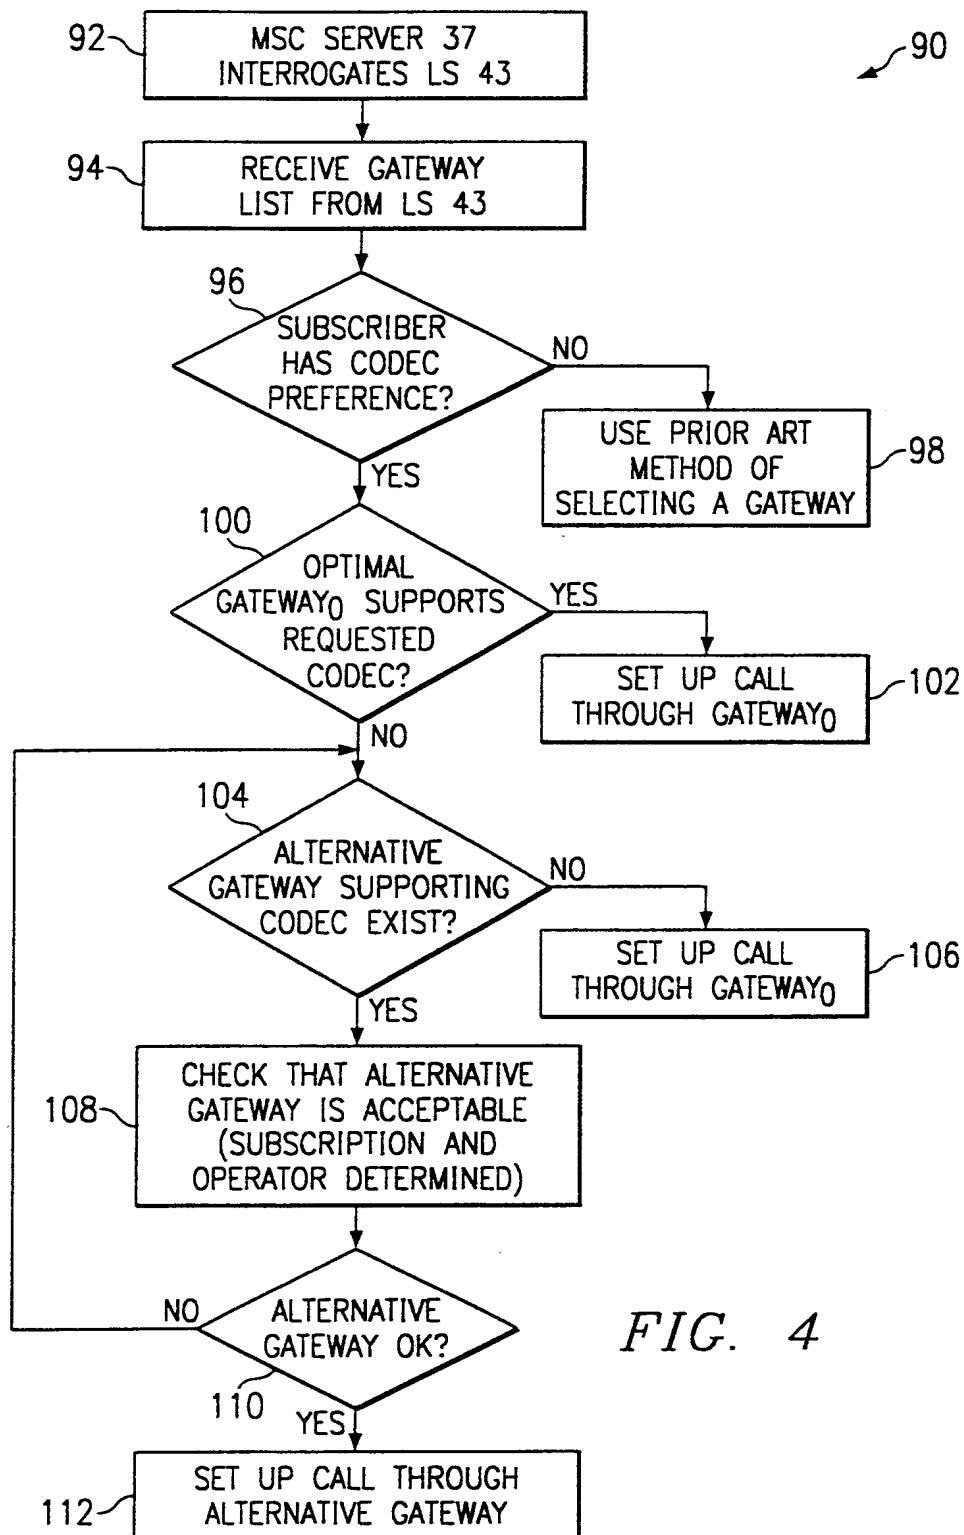 92
MSC SERVER 37
INTERROGATES LS 43
90
94
RECEIVE GATEWAY
LIST FROM LS 43
96
SUBSCRIBER
HAS CODEC
PREFERENCE?
NO
USE PRIOR ART
METHOD OF
SELECTING A GATEWAY
98
YES
100
OPTIMAL
GATEWAY0 SUPPORTS
REQUESTED
CODEC?
YES
SET UP CALL
THROUGH GATEWAY0
102
NO
104
ALTERNATIVE
GATEWAY SUPPORTING
CODEC EXIST?
NO
SET UP CALL
THROUGH GATEWAY0
106
YES
108
CHECK THAT ALTERNATIVE
GATEWAY IS ACCEPTABLE
(SUBSCRIPTION AND
OPERATOR DETERMINED)
NO
ALTERNATIVE
GATEWAY OK?
110
YES
FIG. 4
112
SET UP CALL THROUGH
ALTERNATIVE GATEWAY